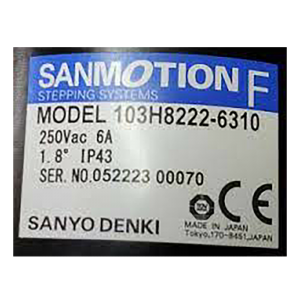 SANMOTION F
STEPPING SYSTEMS
MODEL 103H8222-6310
250Vac 6A
1.8° IP43
SER. NO.052223 00070
SANYO DENKI
MADE IN JAPAN
Tokyo,170-8451,JAPAN